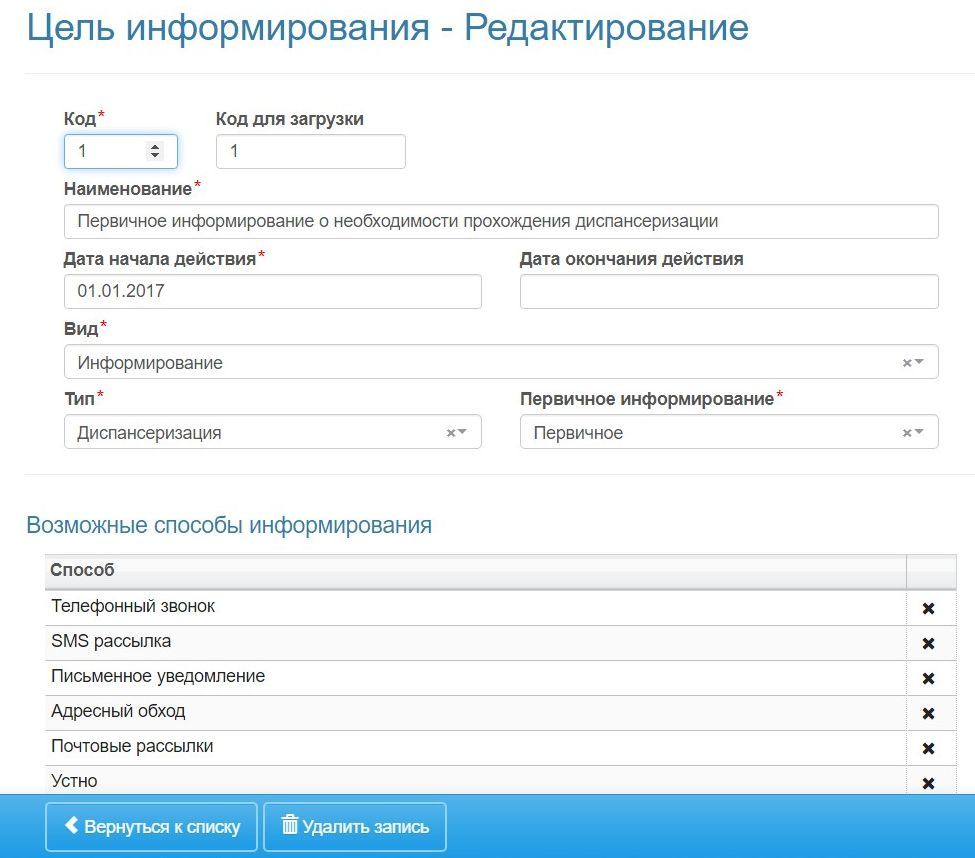 Цель информирования - Редактирование
Код* Код для загрузки
1 1
Наименование*
Первичное информирование о необходимости прохождения диспансеризации
Дата начала действия* Дата окончания действия
01.01.2017
Вид*
Информирование
Тип* Первичное информирование*
Диспансеризация Первичное
Возможные способы информирования
Способ
Телефонный звонок
SMS рассылка
Письменное уведомление
Адресный обход
Почтовые рассылки
Устно
Вернуться к списку Удалить запись